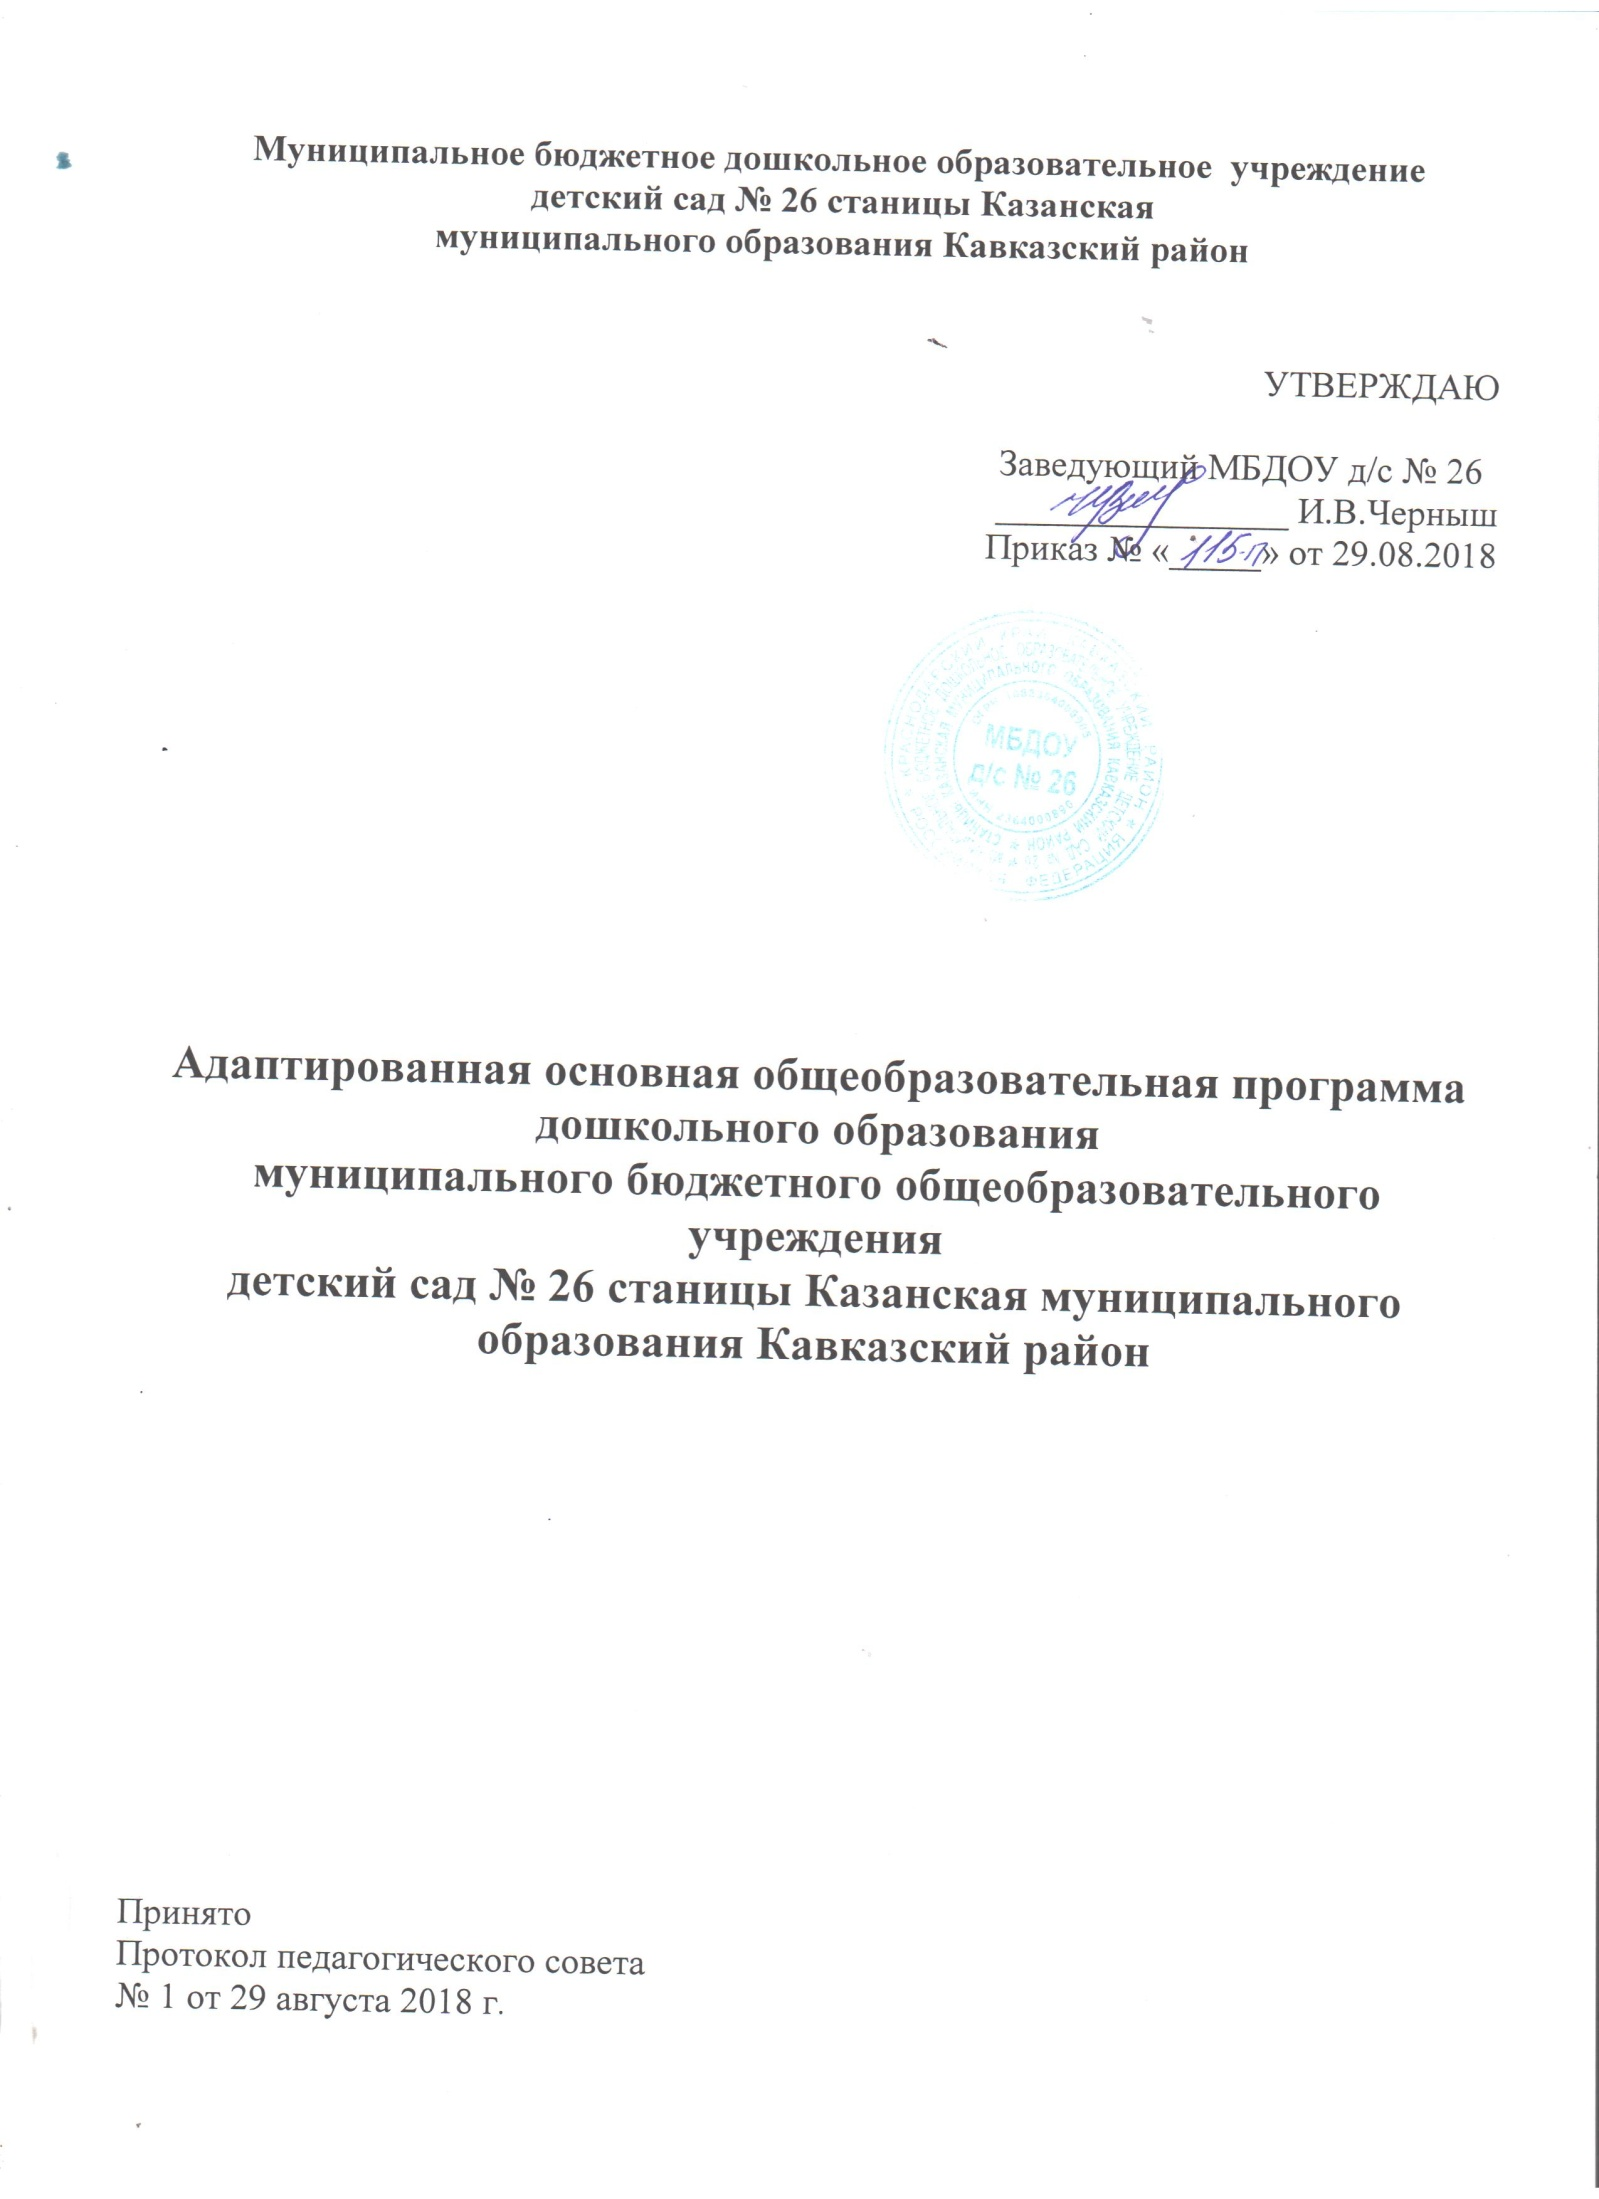 Муниципальное бюджетное дошкольное образовательное учреждение
детский сад № 26 станицы Казанская
муниципального образования Кавказский район
УТВЕРЖДАЮ
Заведующий МБДОУ д/с № 26
И.В.Черныш
Приказ № «115-п» от 29.08.2018
МБДОУ
д/с № 26
Адаптированная основная общеобразовательная программа
дошкольного образования
муниципального бюджетного общеобразовательного
учреждения
детский сад № 26 станицы Казанская муниципального
образования Кавказский район
Принято
Протокол педагогического совета
№ 1 от 29 августа 2018 г.